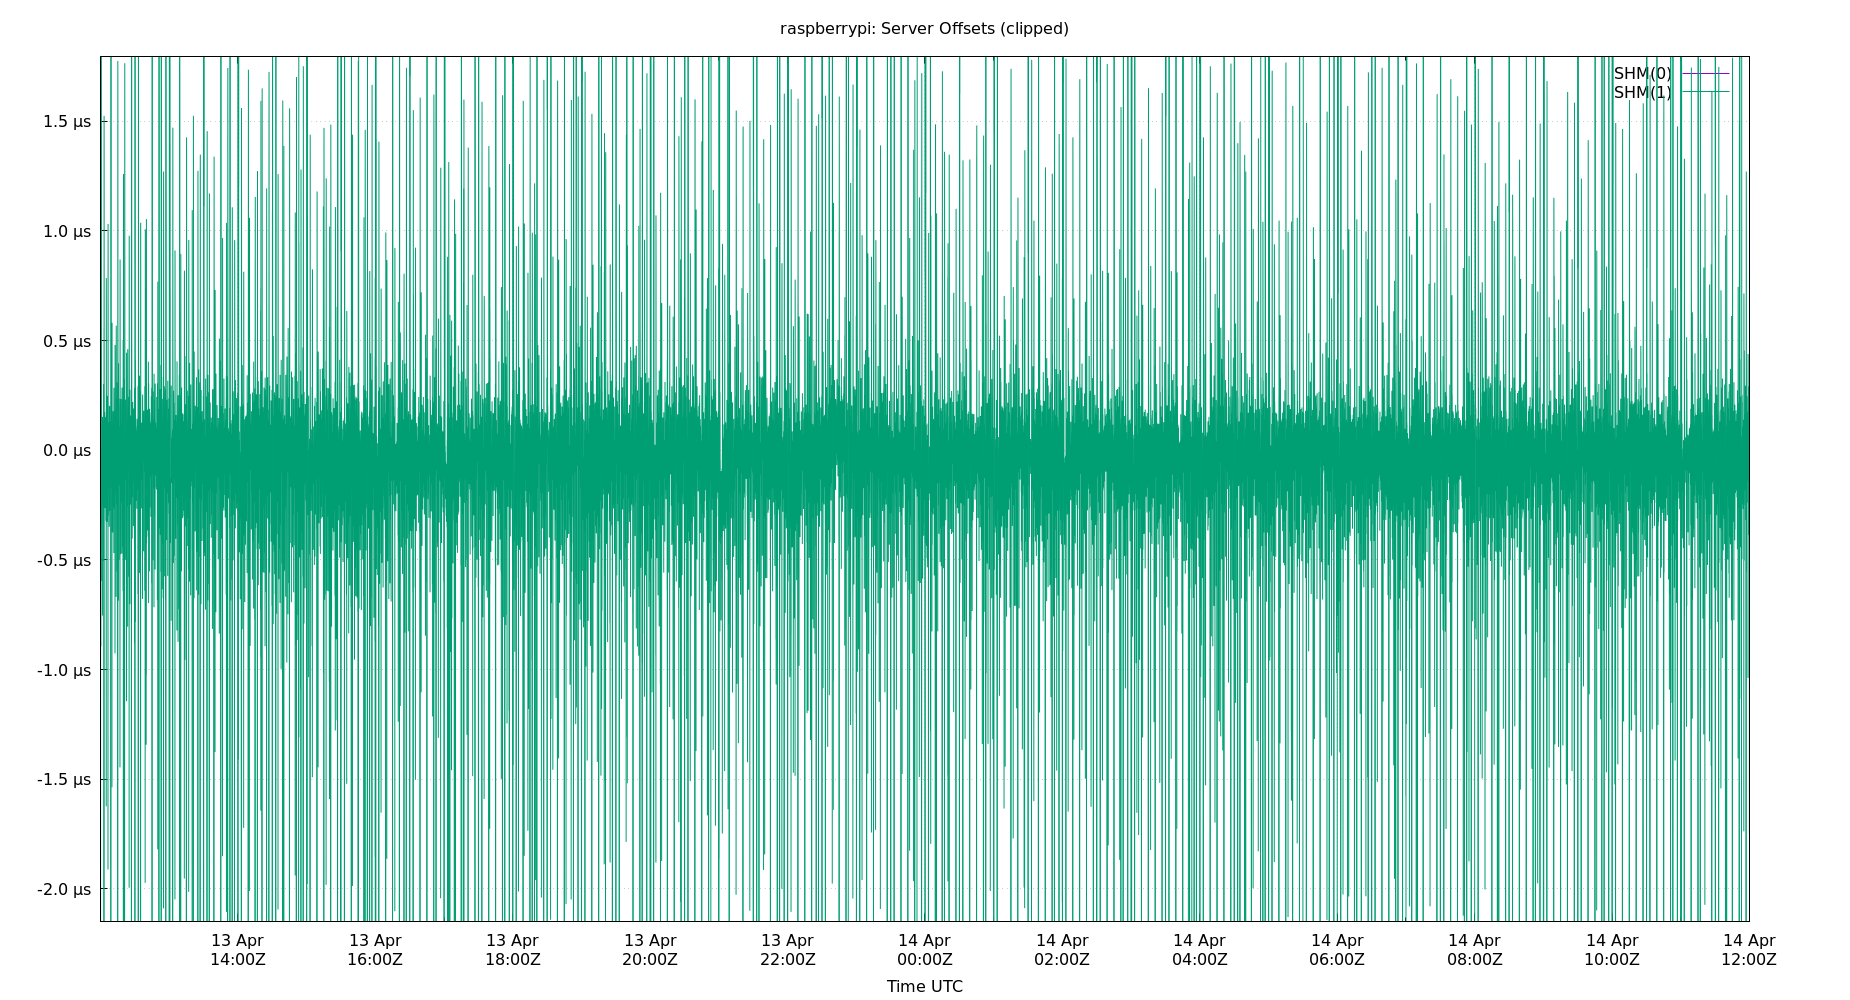 raspberrypi: Server Offsets (clipped)
SHM(0)
SHM(1)
1.5 µs
1.0 µs
0.5 µs
0.0 µs
-0.5 µs
-1.0 µs
-1.5 µs
-2.0 µs
13 Apr 13 Apr 13 Apr 13 Apr 13 Apr 14 Apr 14 Apr 14 Apr 14 Apr 14 Apr 14 Apr 14 Apr
14:00Z 16:00Z 18:00Z 20:00Z 22:00Z 00:00Z 02:00Z 04:00Z 06:00Z 08:00Z 10:00Z 12:00Z
Time UTC